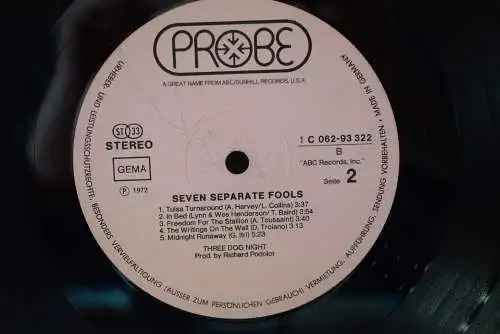 PROBE
A GREAT NAME FROM ABC/DUNHILL RECORDS, U.S.A.
URHEBER- UND LEISTUNGSSCHUTZRECHTE, BESONDERS VERVIELFÄLTIGUNG (AUSSER ZUM PERSÖNLICHEN GEBRAUCH) VERMIETUNG, AUFFÜHRUNG, SENDUNG VORBEHALTEN • MADE IN GERMANY
ST 33
STEREO
GEMA
℗ 1972
1 C 062-93 322
B
"ABC Records, Inc."
Seite 2
SEVEN SEPARATE FOOLS
1. Tulsa Turnaround (A. Harvey/L. Collins) 3:37
2. In Bed (Lynn & Wes Henderson/ T. Baird) 3:54
3. Freedom For The Stallion (A. Toussaint) 3:40
4. The Writings On The Wall (D. Troiano) 3:13
5. Midnight Runaway (G. Itri) 5:23
THREE DOG NIGHT
Prod. by Richard Podolor